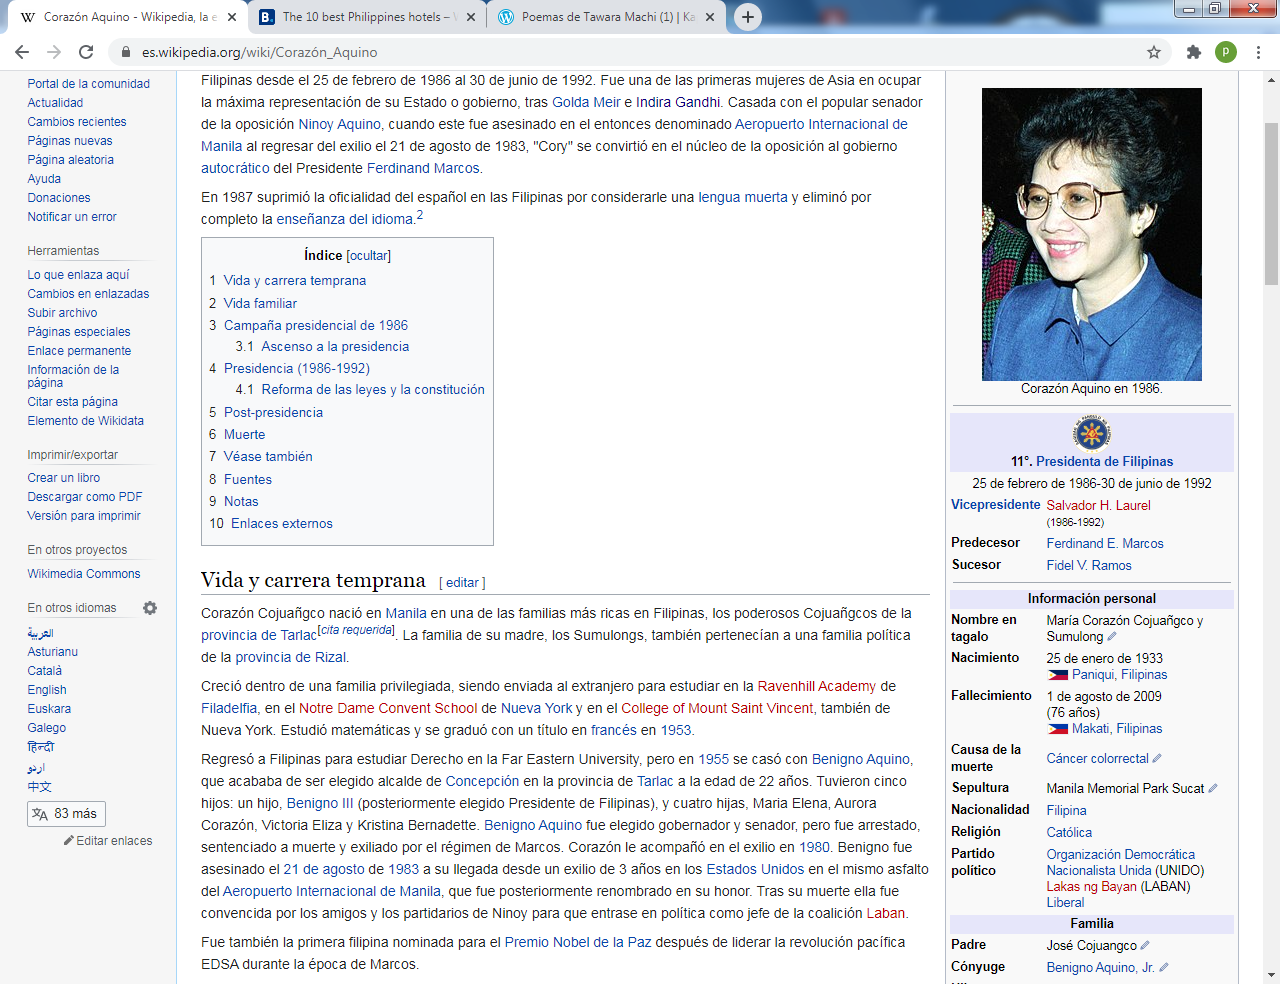 Corazón Aquino - Wikipedia, la e
The 10 best Philippines hotels –
Poemas de Tawara Machi (1) | Ka
es.wikipedia.org/wiki/Corazón_Aquino
p
Portal de la comunidad
Actualidad
Cambios recientes
Páginas nuevas
Página aleatoria
Ayuda
Donaciones
Notificar un error
Herramientas
Lo que enlaza aquí
Cambios en enlazadas
Subir archivo
Páginas especiales
Enlace permanente
Información de la
página
Citar esta página
Elemento de Wikidata
Imprimir/exportar
Crear un libro
Descargar como PDF
Versión para imprimir
En otros proyectos
Wikimedia Commons
En otros idiomas
العربية
Asturianu
Català
English
Euskara
Galego
हिन्दी
اردو
中文
83 más
Editar enlaces
Filipinas desde el 25 de febrero de 1986 al 30 de junio de 1992. Fue una de las primeras mujeres de Asia en ocupar
la máxima representación de su Estado o gobierno, tras Golda Meir e Indira Gandhi. Casada con el popular senador
de la oposición Ninoy Aquino, cuando este fue asesinado en el entonces denominado Aeropuerto Internacional de
Manila al regresar del exilio el 21 de agosto de 1983, "Cory" se convirtió en el núcleo de la oposición al gobierno
autocrático del Presidente Ferdinand Marcos.
En 1987 suprimió la oficialidad del español en las Filipinas por considerarle una lengua muerta y eliminó por
completo la enseñanza del idioma.2
Índice [ocultar]
1 Vida y carrera temprana
2 Vida familiar
3 Campaña presidencial de 1986
3.1 Ascenso a la presidencia
4 Presidencia (1986-1992)
4.1 Reforma de las leyes y la constitución
5 Post-presidencia
6 Muerte
7 Véase también
8 Fuentes
9 Notas
10 Enlaces externos
Vida y carrera temprana [ editar ]
Corazón Cojuañgco nació en Manila en una de las familias más ricas en Filipinas, los poderosos Cojuañgcos de la
provincia de Tarlac[cita requerida]. La familia de su madre, los Sumulongs, también pertenecían a una familia política
de la provincia de Rizal.
Creció dentro de una familia privilegiada, siendo enviada al extranjero para estudiar en la Ravenhill Academy de
Filadelfia, en el Notre Dame Convent School de Nueva York y en el College of Mount Saint Vincent, también de
Nueva York. Estudió matemáticas y se graduó con un título en francés en 1953.
Regresó a Filipinas para estudiar Derecho en la Far Eastern University, pero en 1955 se casó con Benigno Aquino,
que acababa de ser elegido alcalde de Concepción en la provincia de Tarlac a la edad de 22 años. Tuvieron cinco
hijos: un hijo, Benigno III (posteriormente elegido Presidente de Filipinas), y cuatro hijas, Maria Elena, Aurora
Corazón, Victoria Eliza y Kristina Bernadette. Benigno Aquino fue elegido gobernador y senador, pero fue arrestado,
sentenciado a muerte y exiliado por el régimen de Marcos. Corazón le acompañó en el exilio en 1980. Benigno fue
asesinado el 21 de agosto de 1983 a su llegada desde un exilio de 3 años en los Estados Unidos en el mismo asfalto
del Aeropuerto Internacional de Manila, que fue posteriormente renombrado en su honor. Tras su muerte ella fue
convencida por los amigos y los partidarios de Ninoy para que entrase en política como jefe de la coalición Laban.
Fue también la primera filipina nominada para el Premio Nobel de la Paz después de liderar la revolución pacífica
EDSA durante la época de Marcos.
Corazón Aquino en 1986.
11°. Presidenta de Filipinas
25 de febrero de 1986-30 de junio de 1992
Vicepresidente Salvador H. Laurel
(1986-1992)
Predecesor Ferdinand E. Marcos
Sucesor Fidel V. Ramos
Información personal
Nombre en María Corazón Cojuañgco y
tagalo Sumulong
Nacimiento 25 de enero de 1933
Paniqui, Filipinas
Fallecimiento 1 de agosto de 2009
(76 años)
Makati, Filipinas
Causa de la
muerte Cáncer colorrectal
Sepultura Manila Memorial Park Sucat
Nacionalidad Filipina
Religión Católica
Partido Organización Democrática
político Nacionalista Unida (UNIDO)
Lakas ng Bayan (LABAN)
Liberal
Familia
Padre José Cojuangco
Cónyuge Benigno Aquino, Jr.